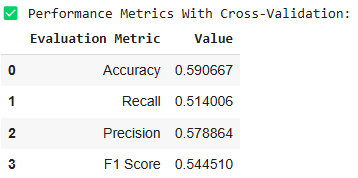 ✅ Performance Metrics With Cross-Validation:
Evaluation Metric Value
0 Accuracy 0.590667
1 Recall 0.514006
2 Precision 0.578864
3 F1 Score 0.544510